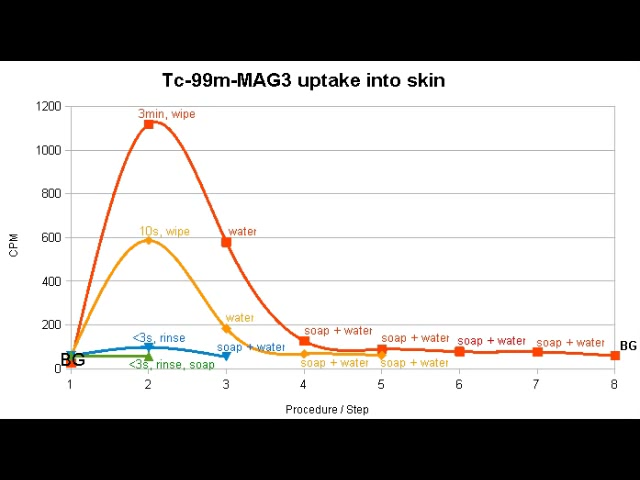 Tc-99m-MAG3 uptake into skin
1200
1000
800
600
400
200
0
CPM
3min, wipe
10s, wipe
water
water
<3s, rinse
soap + water
<3s, rinse, soap
soap + water
soap + water
soap + water
soap + water
soap + water
soap + water
BG
BG
1 2 3 4 5 6 7 8
Procedure / Step